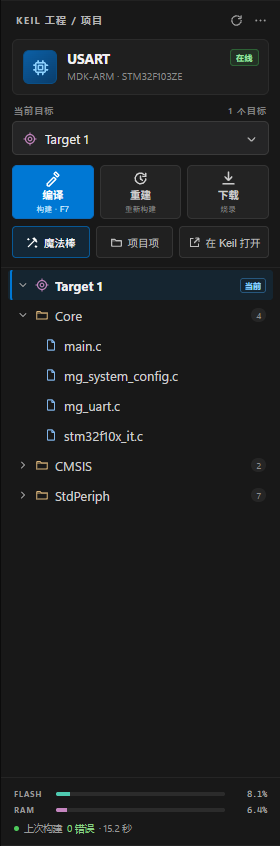 KEIL 工程 / 项目
USART
在线
MDK-ARM · STM32F103ZE
当前目标
1 个目标
Target 1
编译
重建
下载
构建 · F7
重新构建
烧录
魔法棒
项目项
在 Keil 打开
Target 1
当前
Core
4
main.c
mg_system_config.c
mg_uart.c
stm32f10x_it.c
CMSIS
2
StdPeriph
7
FLASH
8.1%
RAM
6.4%
上次构建 0 错误 · 15.2 秒